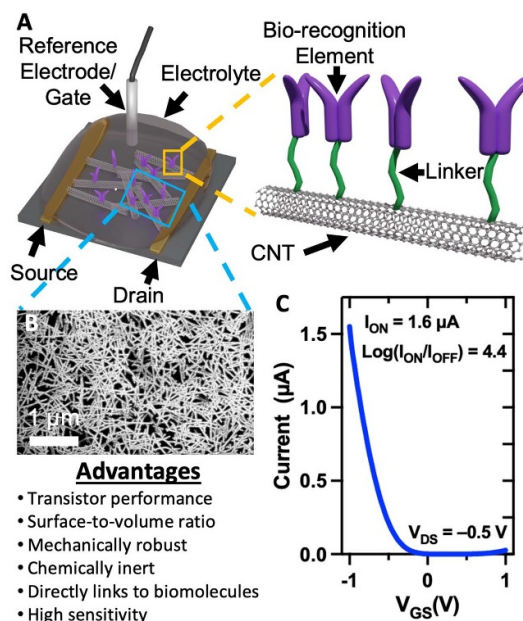 A
Reference
Electrode/
Gate
Electrolyte
Source
Drain
Bio-recognition
Element
Linker
CNT
B
1 µm
Advantages
• Transistor performance
• Surface-to-volume ratio
• Mechanically robust
• Chemically inert
• Directly links to biomolecules
• High sensitivity
C
I_ON = 1.6 µA
Log(I_ON/I_OFF) = 4.4
V_DS = –0.5 V
Current (µA)
1.5
1.0
0.5
0.0
-1
0
1
V_GS(V)